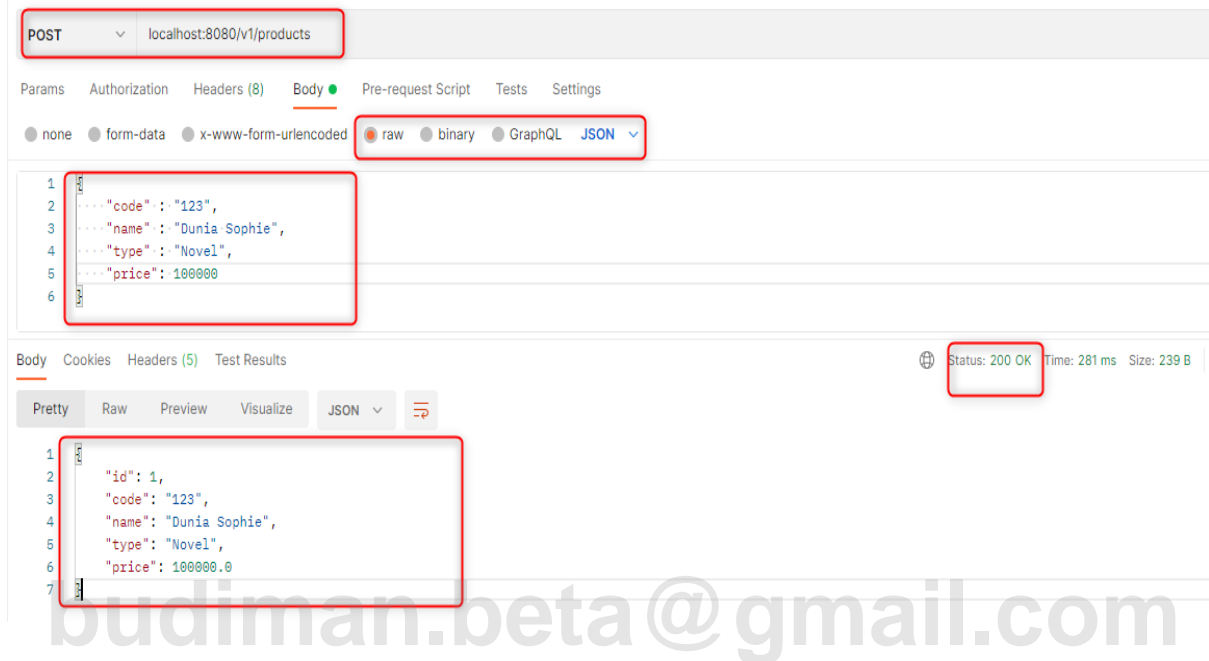 POST localhost:8080/v1/products
Params Authorization Headers (8) Body Pre-request Script Tests Settings
none form-data x-www-form-urlencoded raw binary GraphQL JSON
1 {
2 "code" : "123",
3 "name" : "Dunia Sophie",
4 "type" : "Novel",
5 "price": 100000
6 }
Body Cookies Headers (5) Test Results Status: 200 OK Time: 281 ms Size: 239 B
Pretty Raw Preview Visualize JSON
1 {
2 "id": 1,
3 "code": "123",
4 "name": "Dunia Sophie",
5 "type": "Novel",
6 "price": 100000.0
7 }
budiman.beta@gmail.com